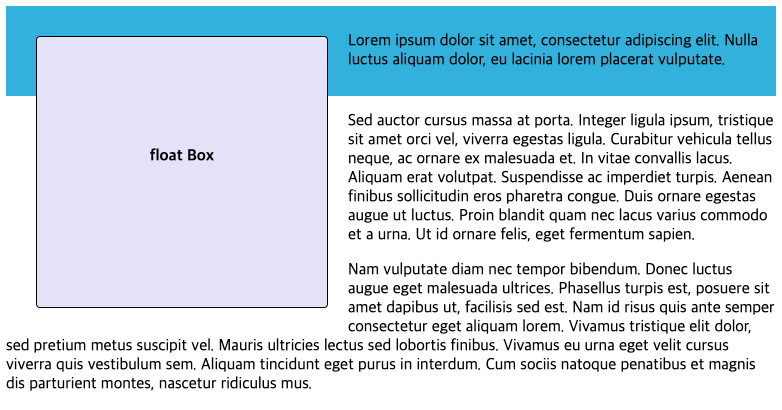 Lorem ipsum dolor sit amet, consectetur adipiscing elit. Nulla
luctus aliquam dolor, eu lacinia lorem placerat vulputate.
float Box
Sed auctor cursus massa at porta. Integer ligula ipsum, tristique
sit amet orci vel, viverra egestas ligula. Curabitur vehicula tellus
neque, ac ornare ex malesuada et. In vitae convallis lacus.
Aliquam erat volutpat. Suspendisse ac imperdiet turpis. Aenean
finibus sollicitudin eros pharetra congue. Duis ornare egestas
augue ut luctus. Proin blandit quam nec lacus varius commodo
et a urna. Ut id ornare felis, eget fermentum sapien.
Nam vulputate diam nec tempor bibendum. Donec luctus
augue eget malesuada ultrices. Phasellus turpis est, posuere sit
amet dapibus ut, facilisis sed est. Nam id risus quis ante semper
consectetur eget aliquam lorem. Vivamus tristique elit dolor,
sed pretium metus suscipit vel. Mauris ultricies lectus sed lobortis finibus. Vivamus eu urna eget velit cursus
viverra quis vestibulum sem. Aliquam tincidunt eget purus in interdum. Cum sociis natoque penatibus et magnis
dis parturient montes, nascetur ridiculus mus.